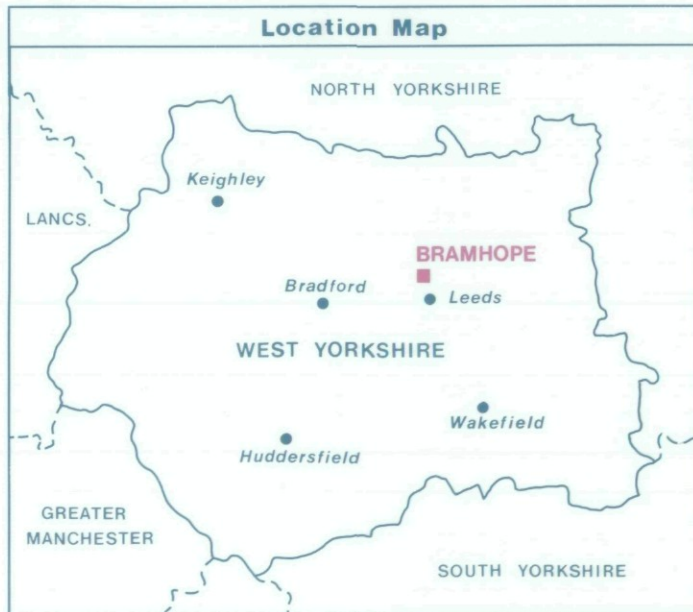 Location Map
NORTH YORKSHIRE
Keighley
LANCS.
BRAMHOPE
Bradford
Leeds
WEST YORKSHIRE
Wakefield
Huddersfield
GREATER
MANCHESTER
SOUTH YORKSHIRE